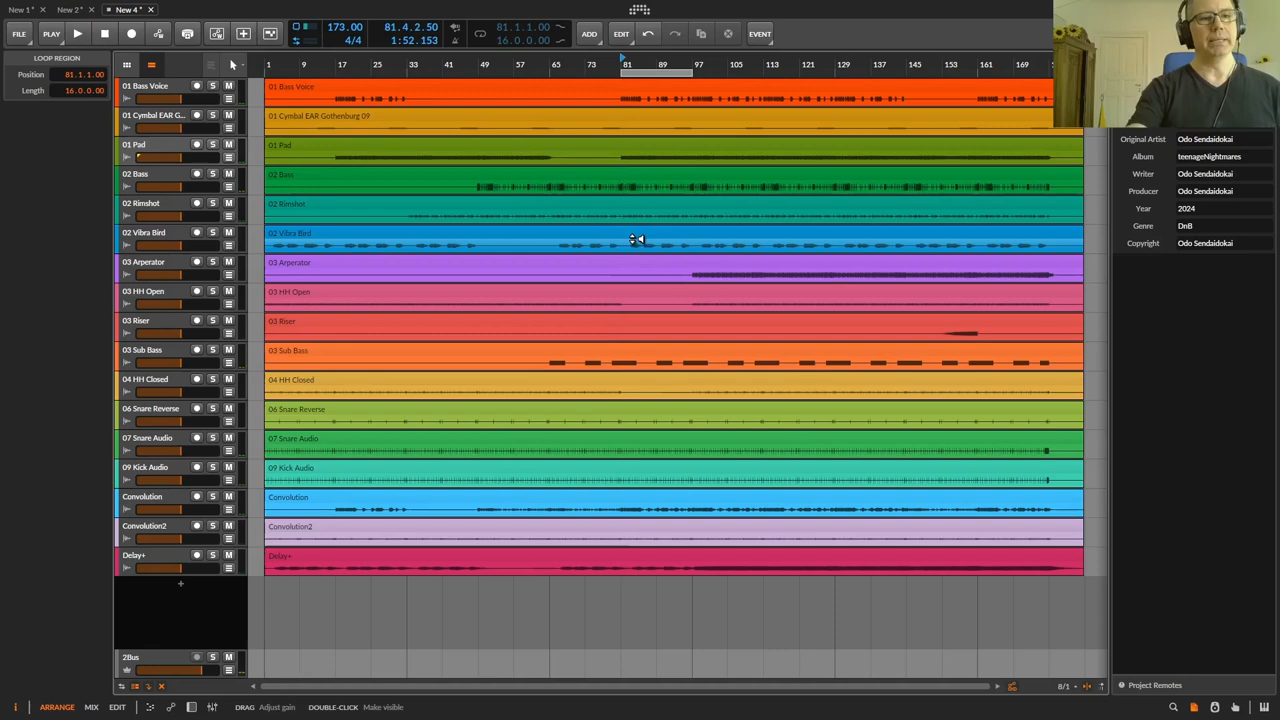 New 1 *
New 2 *
New 4 *
FILE
PLAY
173.00
4/4
81.4.2.50
1:52.153
81.1.1.00
16.0.0.00
ADD
EDIT
EVENT
LOOP REGION
Position 81.1.1.00
Length 16.0.0.00
1 9 17 25 33 41 49 57 65 73 81 89 97 105 113 121 129 137 145 153 161 169
01 Bass Voice S M 01 Bass Voice
01 Cymbal EAR G... 01 Cymbal EAR Gothenburg 09
01 Pad S M 01 Pad
02 Bass S M 02 Bass
02 Rimshot S M 02 Rimshot
02 Vibra Bird S M 02 Vibra Bird
03 Arperator S M 03 Arperator
03 HH Open S M 03 HH Open
03 Riser S M 03 Riser
03 Sub Bass S M 03 Sub Bass
04 HH Closed S M 04 HH Closed
06 Snare Reverse S M 06 Snare Reverse
07 Snare Audio S M 07 Snare Audio
09 Kick Audio S M 09 Kick Audio
Convolution S M Convolution
Convolution2 S M Convolution2
Delay+ S M Delay+
+
2Bus S M
8/1
Original Artist Odo Sendaidokai
Album teenageNightmares
Writer Odo Sendaidokai
Producer Odo Sendaidokai
Year 2024
Genre DnB
Copyright Odo Sendaidokai
Project Remotes
i ARRANGE MIX EDIT DRAG Adjust gain DOUBLE-CLICK Make visible